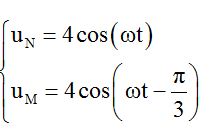 u_N = 4cos(ωt)
u_M = 4cos(ωt − π/3)